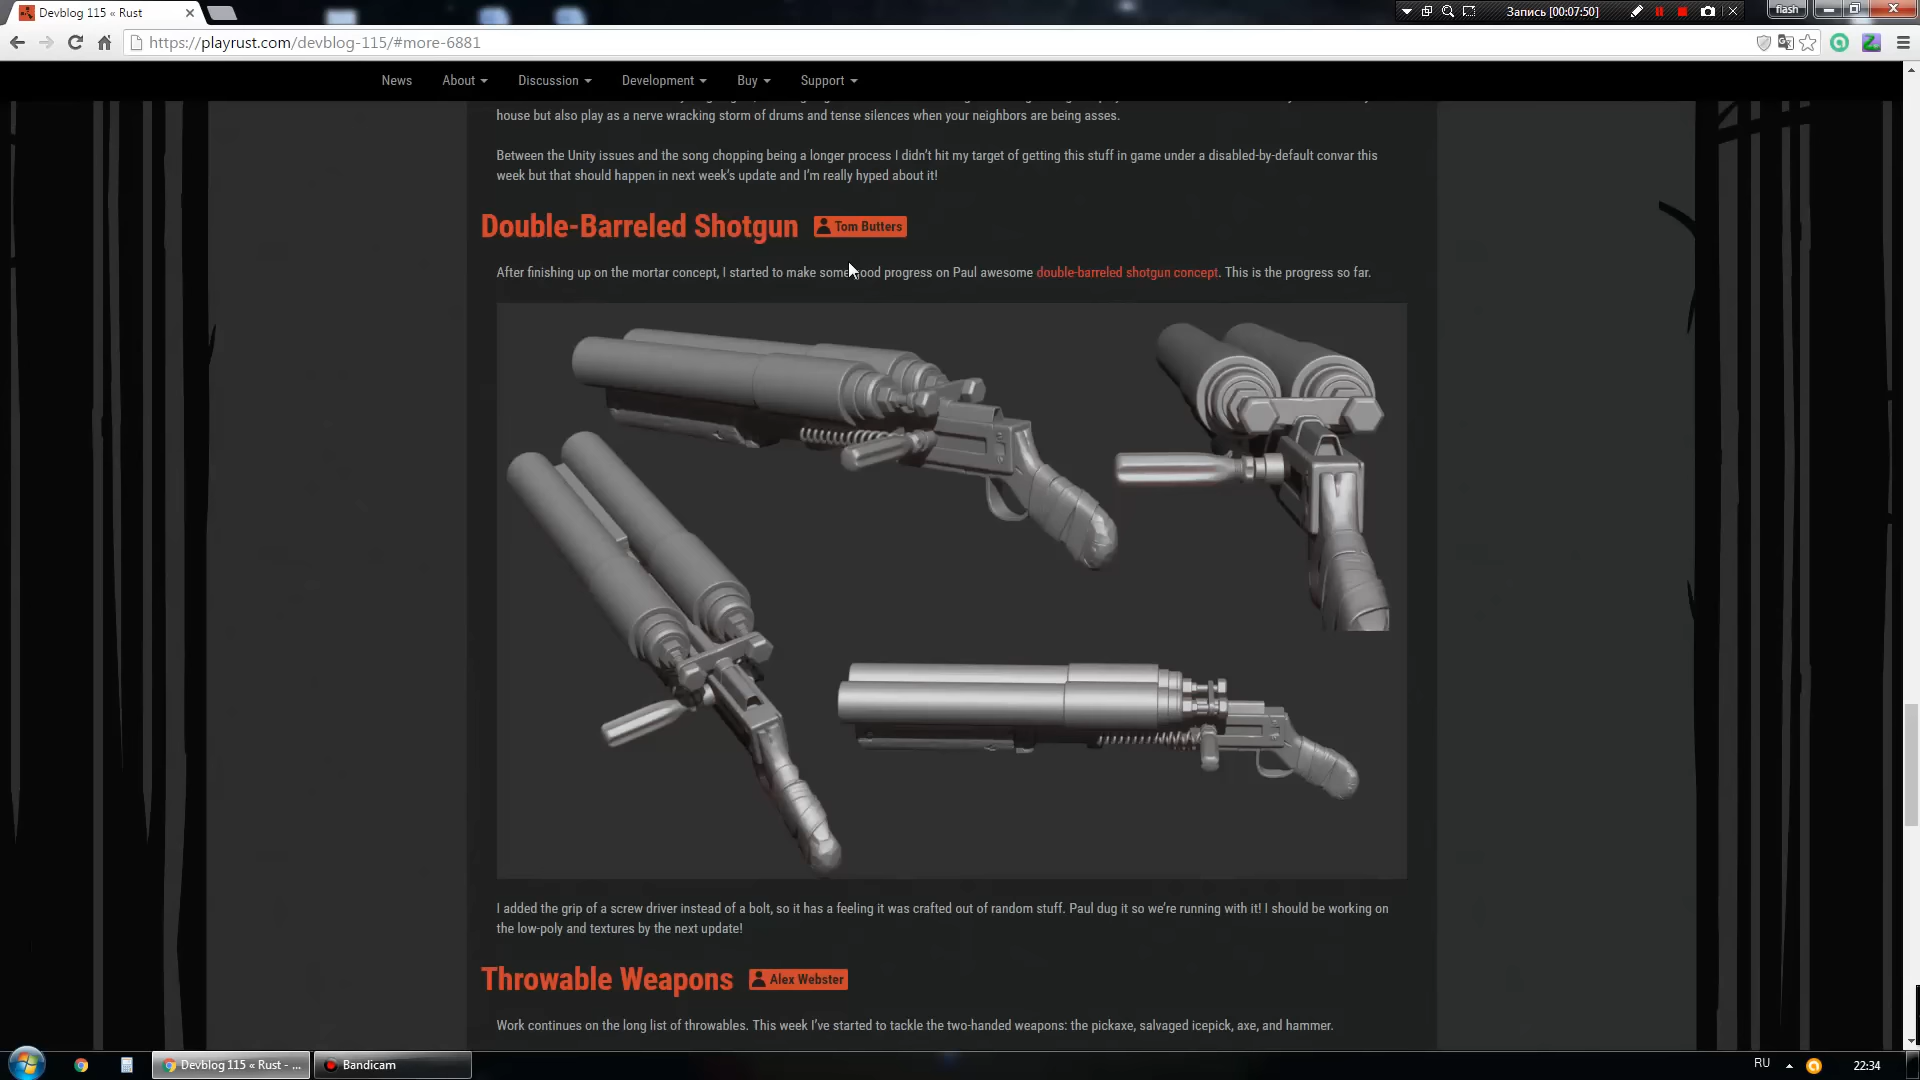 Devblog 115 « Rust
Запись [00:07:50]
flash
https://playrust.com/devblog-115/#more-6881
News About Discussion Development Buy Support
house but also play as a nerve wracking storm of drums and tense silences when your neighbors are being asses.
Between the Unity issues and the song chopping being a longer process I didn't hit my target of getting this stuff in game under a disabled-by-default convar this
week but that should happen in next week's update and I'm really hyped about it!
Double-Barreled Shotgun Tom Butters
After finishing up on the mortar concept, I started to make some good progress on Paul awesome double-barreled shotgun concept. This is the progress so far.
I added the grip of a screw driver instead of a bolt, so it has a feeling it was crafted out of random stuff. Paul dug it so we're running with it! I should be working on
the low-poly and textures by the next update!
Throwable Weapons Alex Webster
Work continues on the long list of throwables. This week I've started to tackle the two-handed weapons: the pickaxe, salvaged icepick, axe, and hammer.
Devblog 115 « Rust - ...
Bandicam
RU
22:34